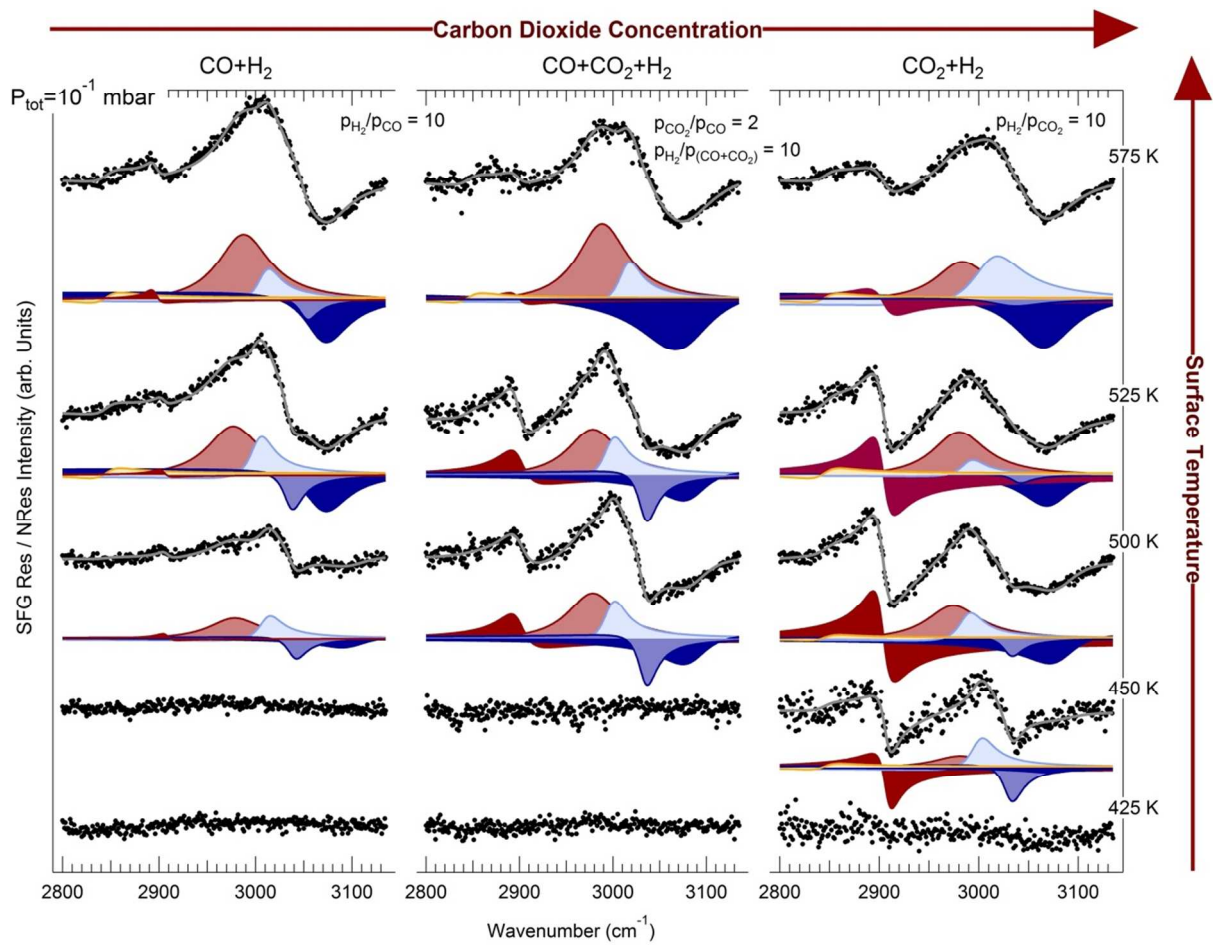 Carbon Dioxide Concentration
CO+H₂
CO+CO₂+H₂
CO₂+H₂
Pₜₒₜ=10⁻¹ mbar
p_H₂/p_CO = 10
p_CO₂/p_CO = 2
p_H₂/p_(CO+CO₂) = 10
p_H₂/p_CO₂ = 10
575 K
525 K
500 K
450 K
425 K
Surface Temperature
SFG Res / NRes Intensity (arb. Units)
2800 2900 3000 3100
2800 2900 3000 3100
2800 2900 3000 3100
Wavenumber (cm⁻¹)